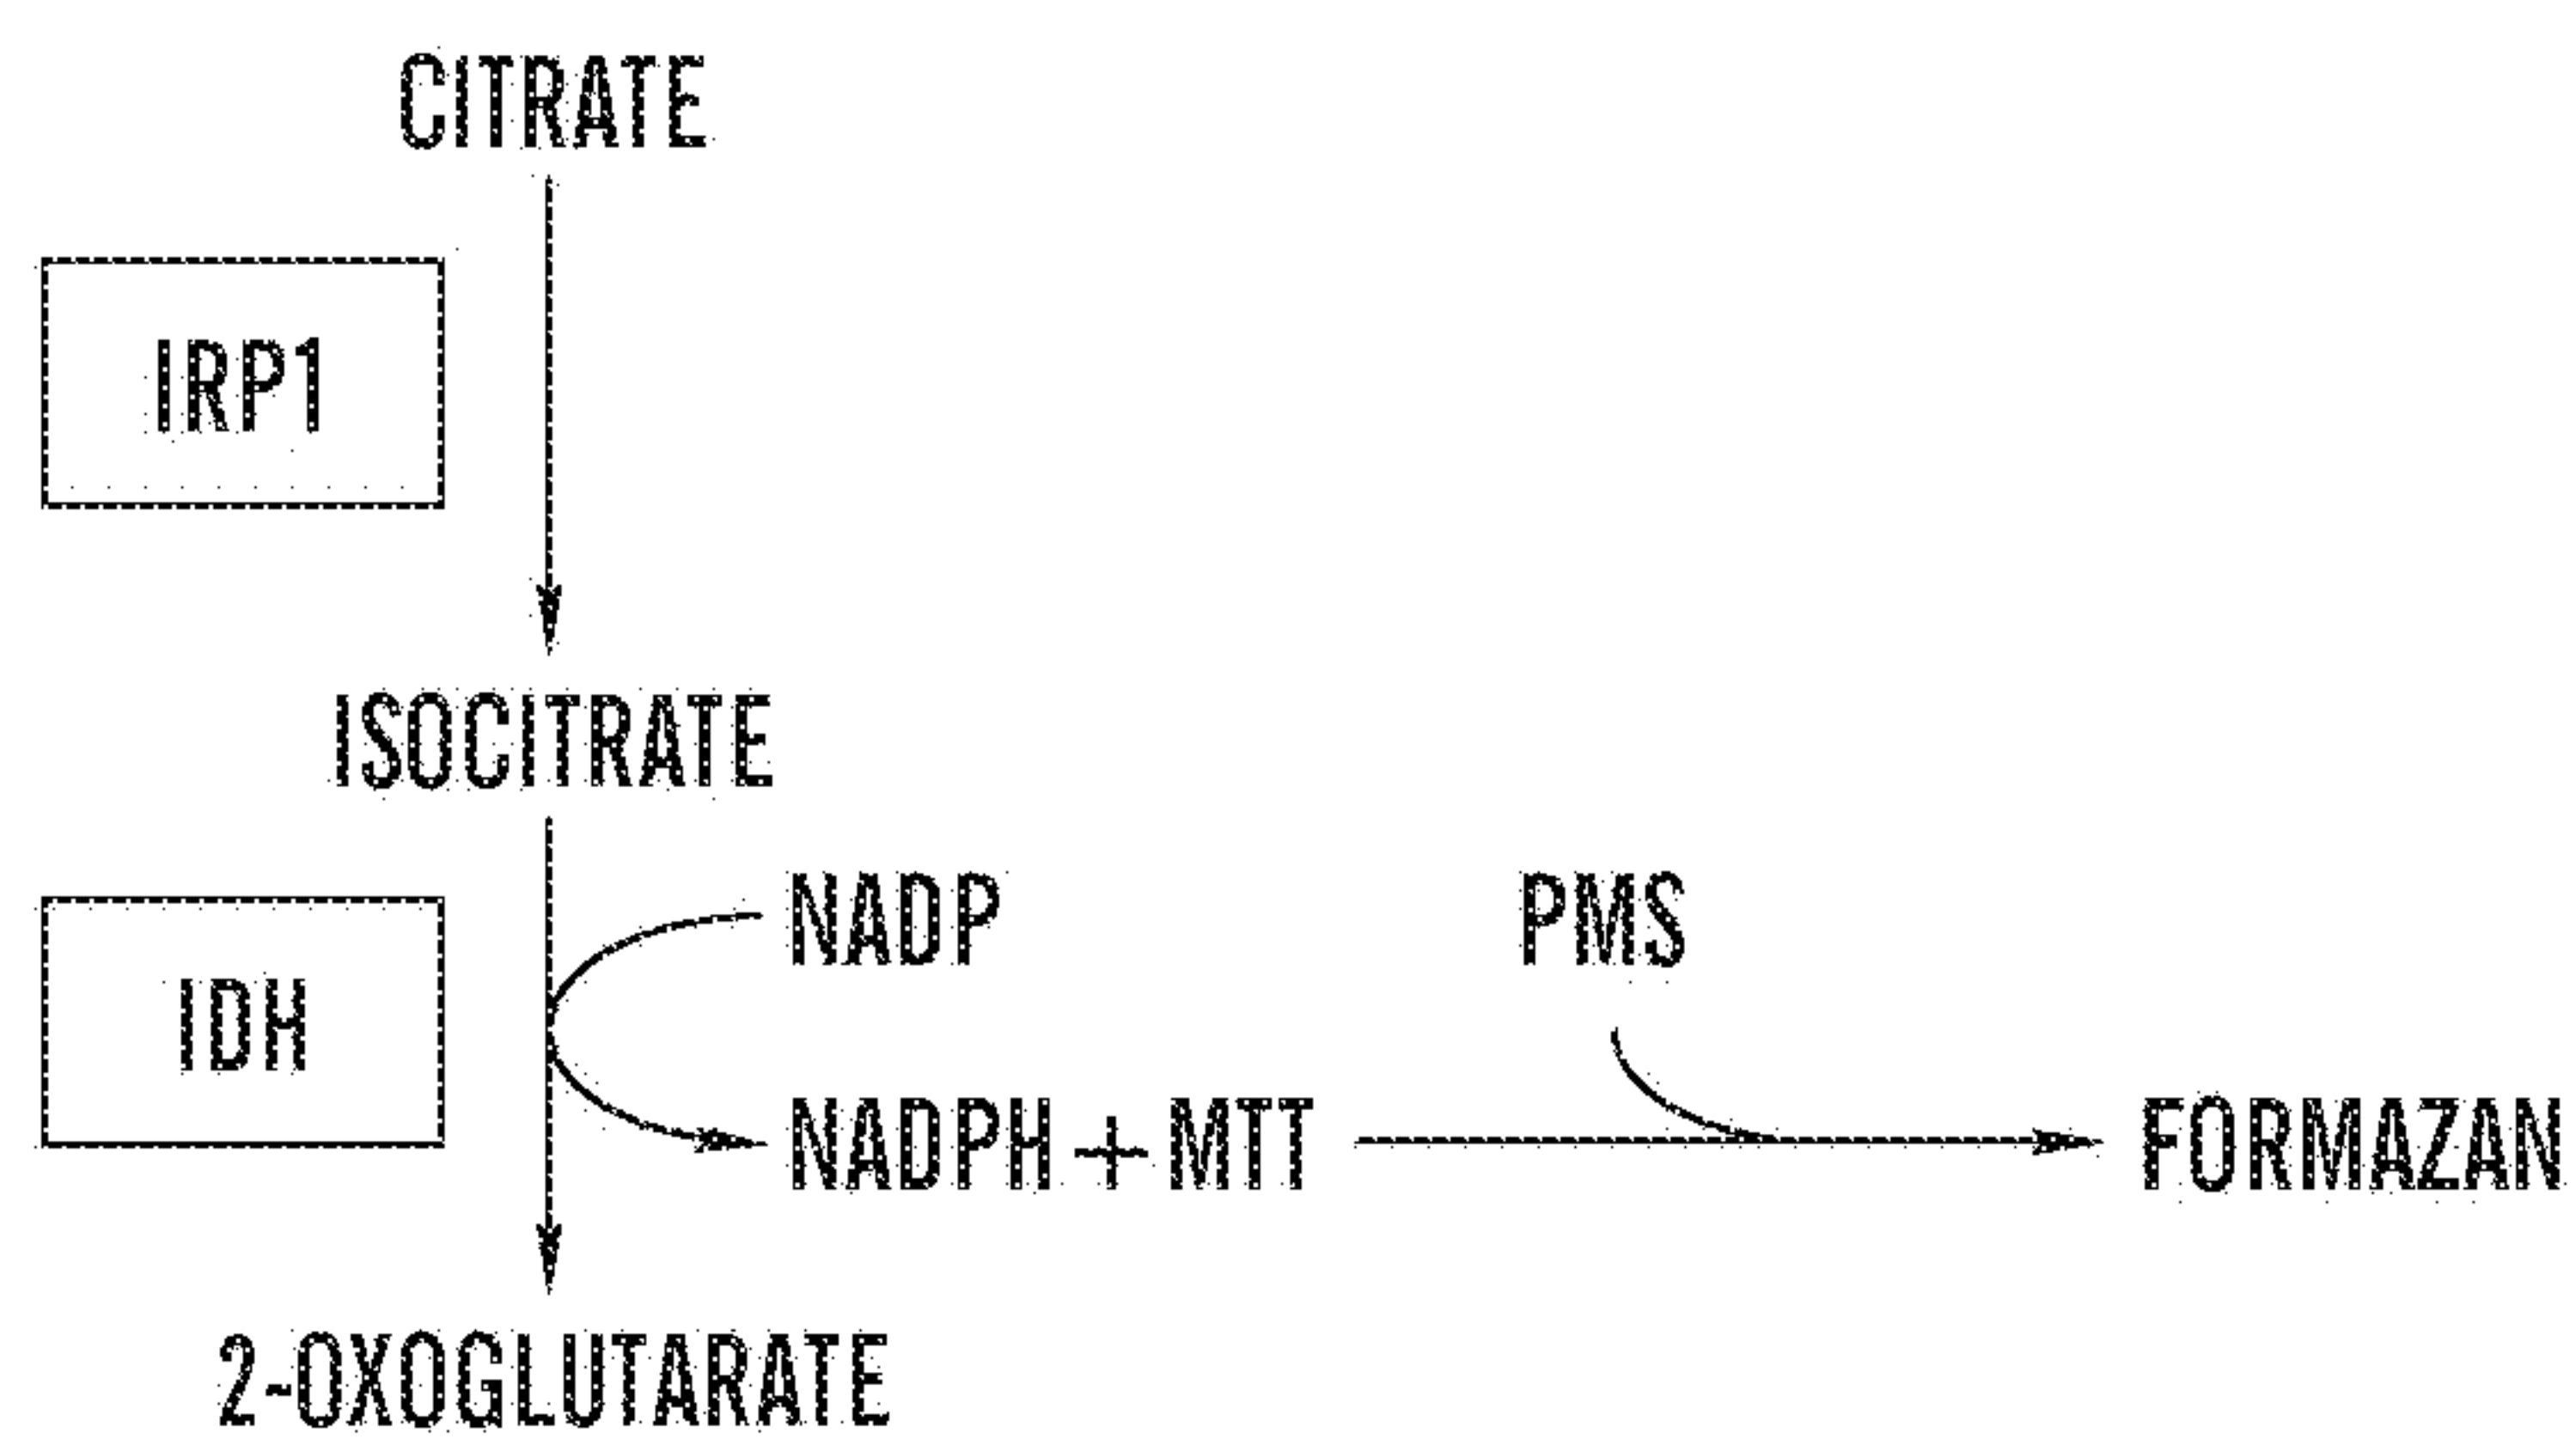 CITRATE
IRP1
ISOCITRATE
NADP
PMS
IDH
NADPH + MTT
FORMAZAN
2-OXOGLUTARATE